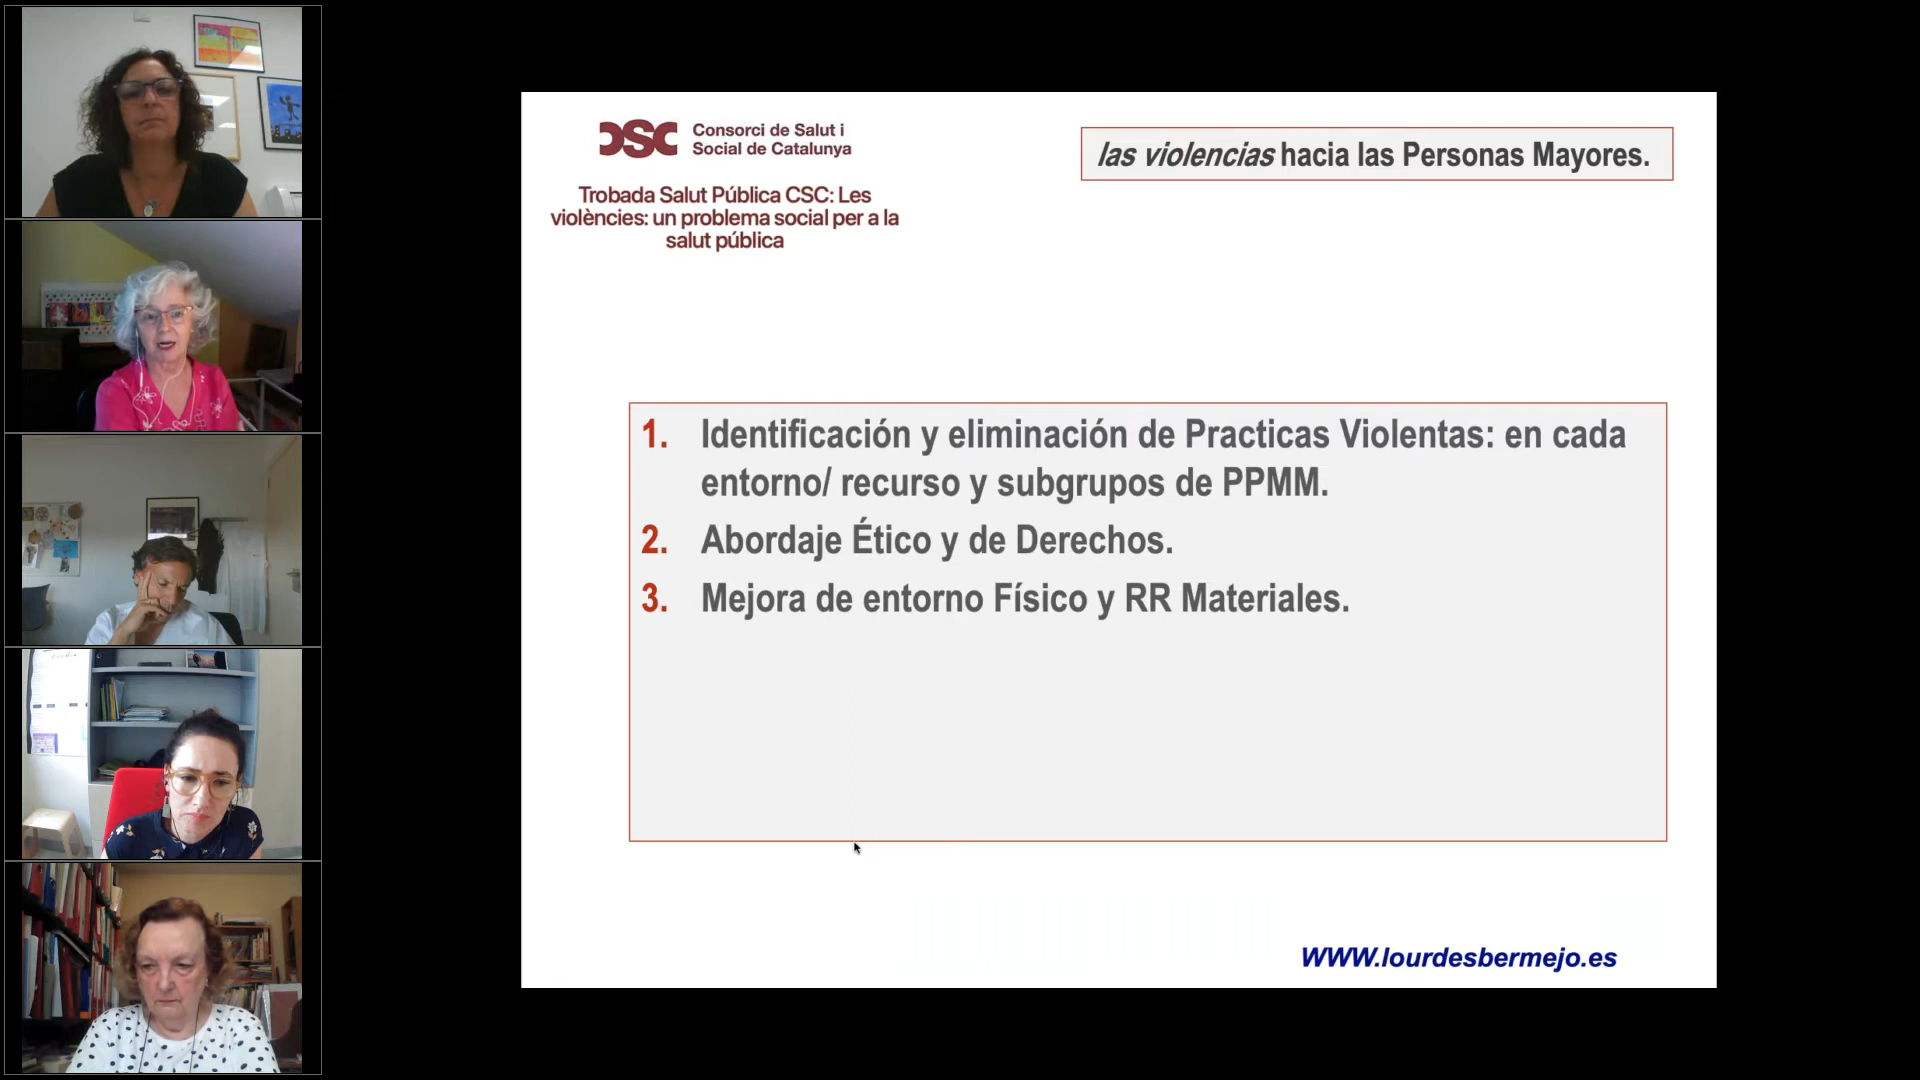 CSC
Consorci de Salut i
Social de Catalunya
Trobada Salut Pública CSC: Les
violències: un problema social per a la
salut pública
las violencias hacia las Personas Mayores.
1. Identificación y eliminación de Practicas Violentas: en cada
entorno/ recurso y subgrupos de PPMM.
2. Abordaje Ético y de Derechos.
3. Mejora de entorno Físico y RR Materiales.
WWW.lourdesbermejo.es